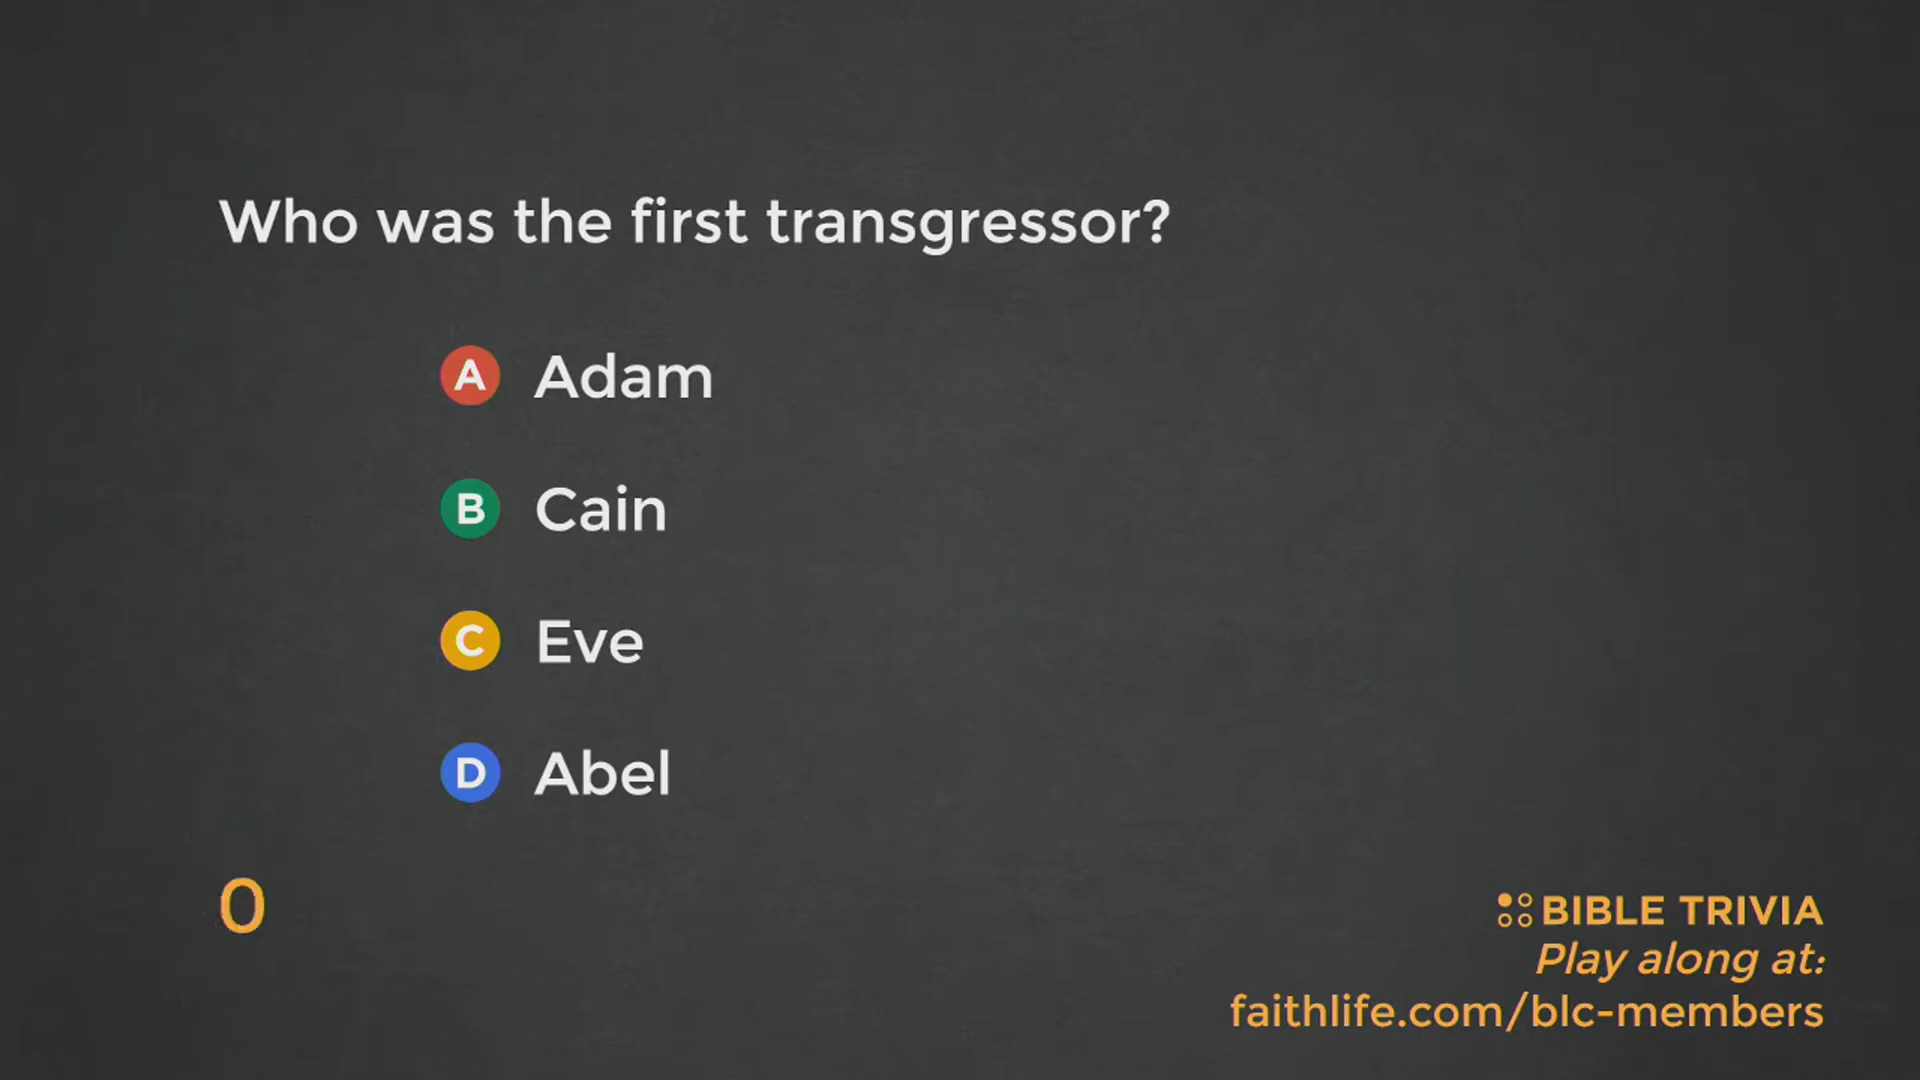 Who was the first transgressor?
A Adam
B Cain
C Eve
D Abel
0
BIBLE TRIVIA
Play along at:
faithlife.com/blc-members